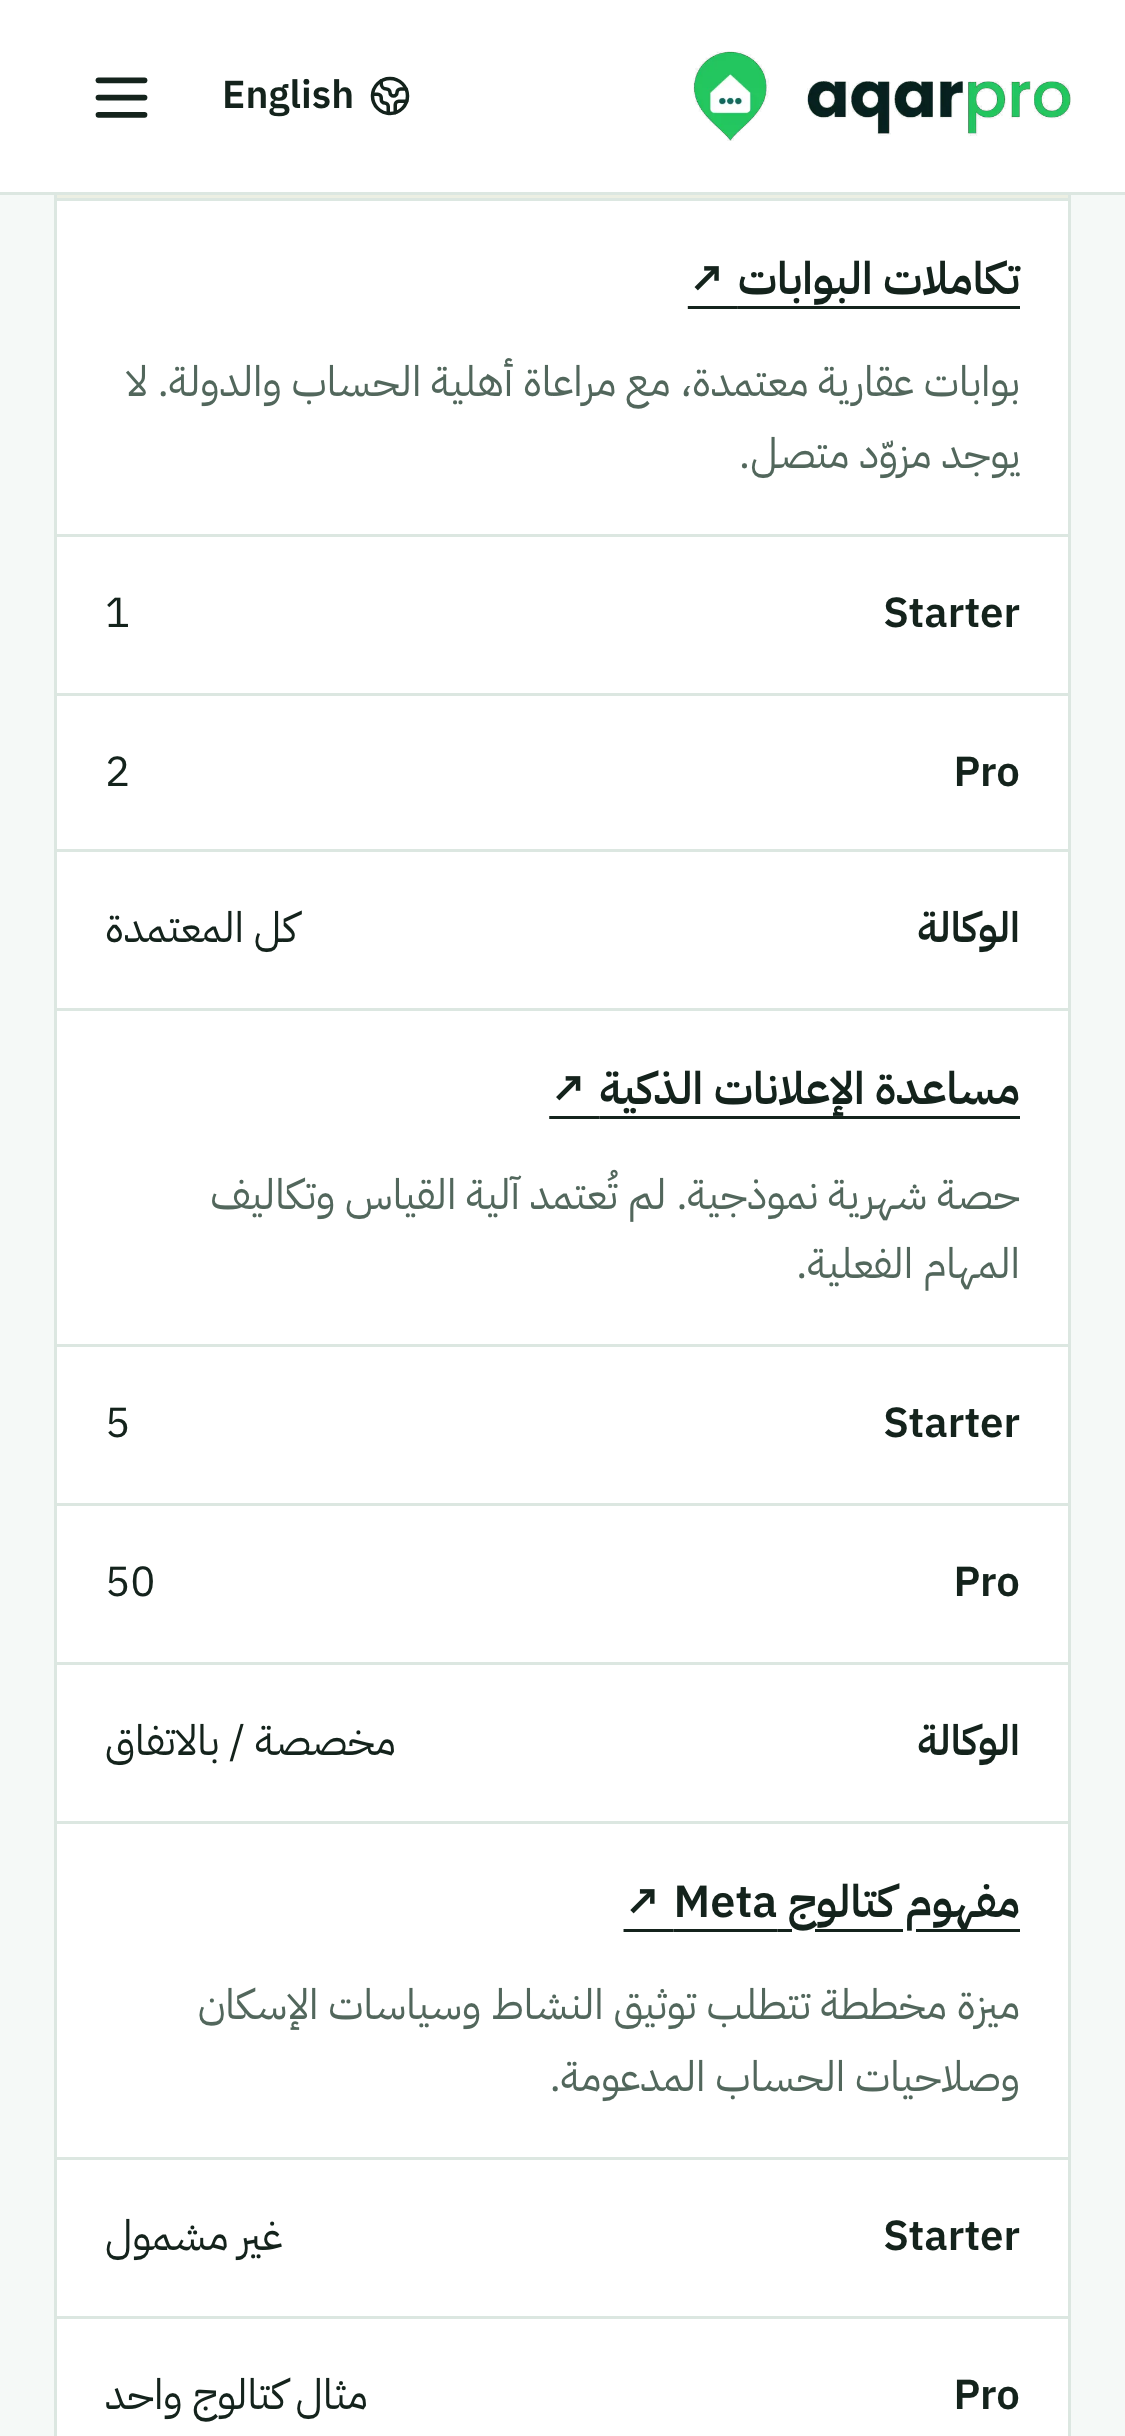 aqarpro
English
تكاملات البوابات ↗
بوابات عقارية معتمدة، مع مراعاة أهلية الحساب والدولة. لا
يوجد مزوّد متصل.
Starter 1
Pro 2
الوكالة كل المعتمدة
مساعدة الإعلانات الذكية ↗
حصة شهرية نموذجية. لم تُعتمد آلية القياس وتكاليف
المهام الفعلية.
Starter 5
Pro 50
الوكالة مخصصة / بالاتفاق
مفهوم كتالوج Meta ↗
ميزة مخططة تتطلب توثيق النشاط وسياسات الإسكان
وصلاحيات الحساب المدعومة.
Starter غير مشمول
Pro مثال كتالوج واحد